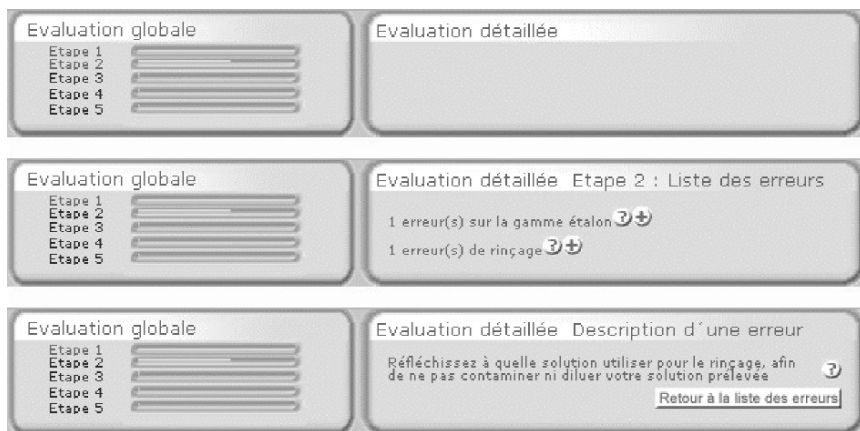 Evaluation globale
Etape 1
Etape 2
Etape 3
Etape 4
Etape 5
Evaluation détaillée
Evaluation globale
Etape 1
Etape 2
Etape 3
Etape 4
Etape 5
Evaluation détaillée Etape 2 : Liste des erreurs
1 erreur(s) sur la gamme étalon ? +
1 erreur(s) de rinçage ? +
Evaluation globale
Etape 1
Etape 2
Etape 3
Etape 4
Etape 5
Evaluation détaillée Description d´une erreur
Réfléchissez à quelle solution utiliser pour le rinçage, afin
de ne pas contaminer ni diluer votre solution prélevée
?
Retour à la liste des erreurs